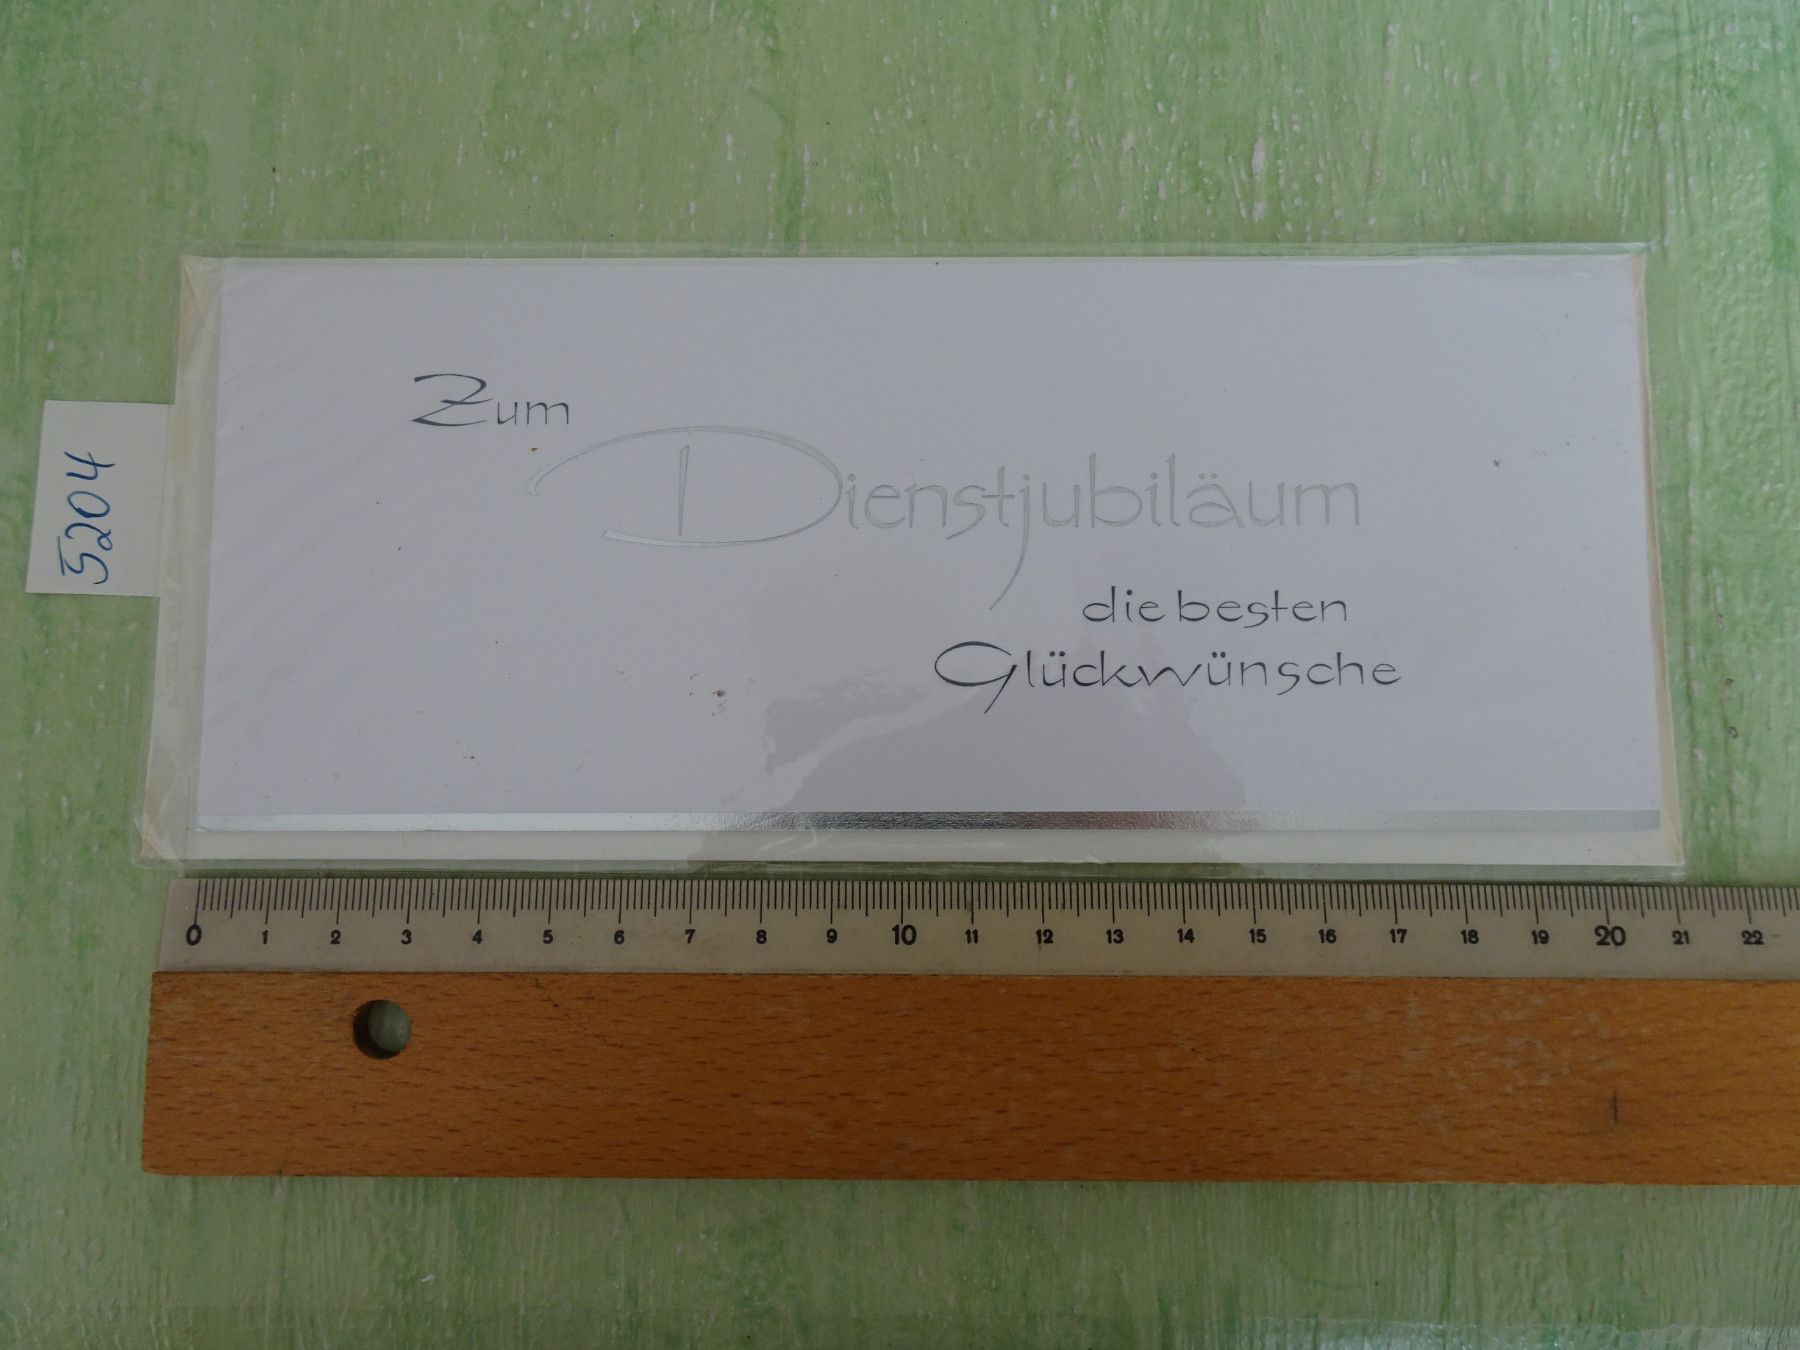 Zum
Dienstjubiläum
die besten
Glückwünsche
5204
0 1 2 3 4 5 6 7 8 9 10 11 12 13 14 15 16 17 18 19 20 21 22